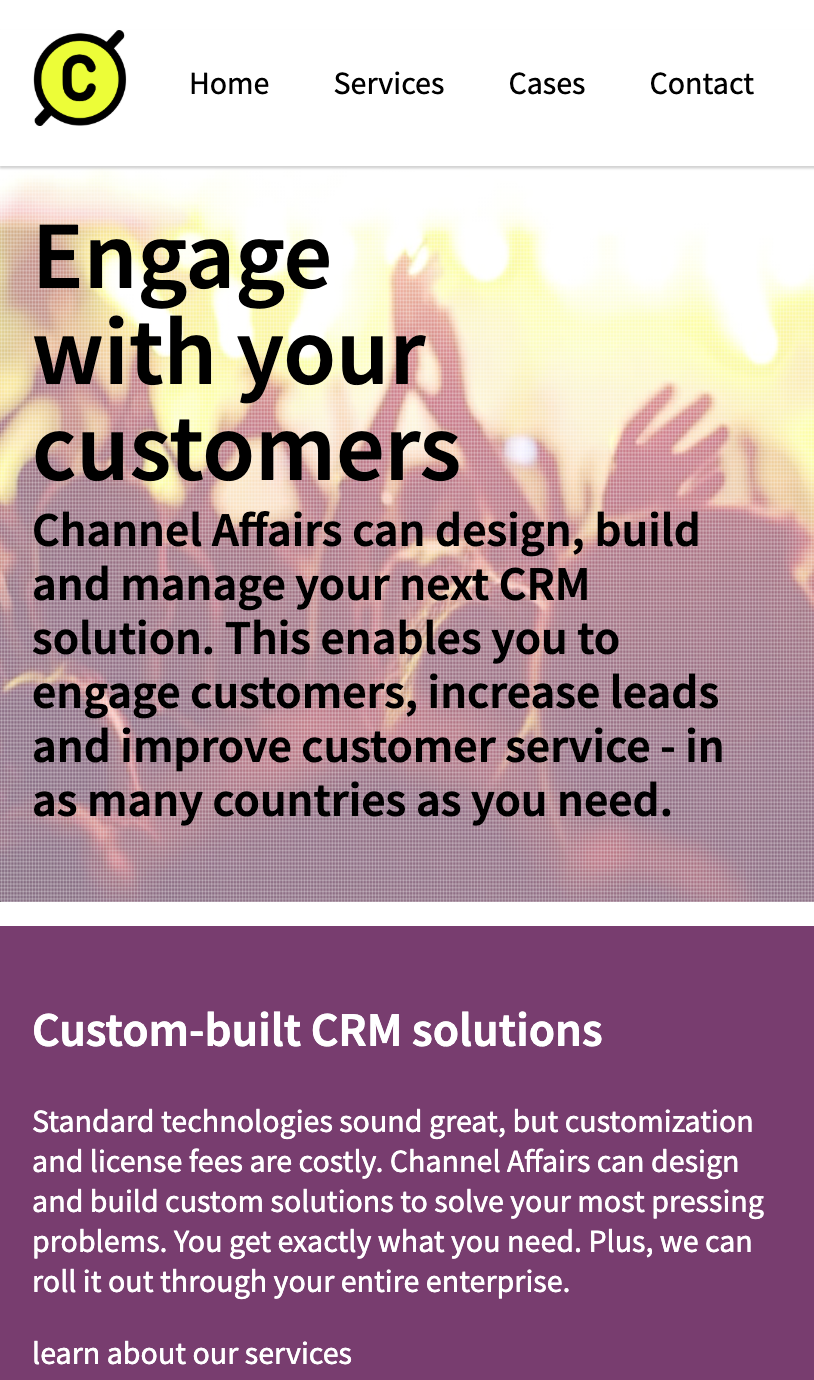 C
Home Services Cases Contact
Engage
with your
customers
Channel Affairs can design, build
and manage your next CRM
solution. This enables you to
engage customers, increase leads
and improve customer service - in
as many countries as you need.
Custom-built CRM solutions
Standard technologies sound great, but customization
and license fees are costly. Channel Affairs can design
and build custom solutions to solve your most pressing
problems. You get exactly what you need. Plus, we can
roll it out through your entire enterprise.
learn about our services